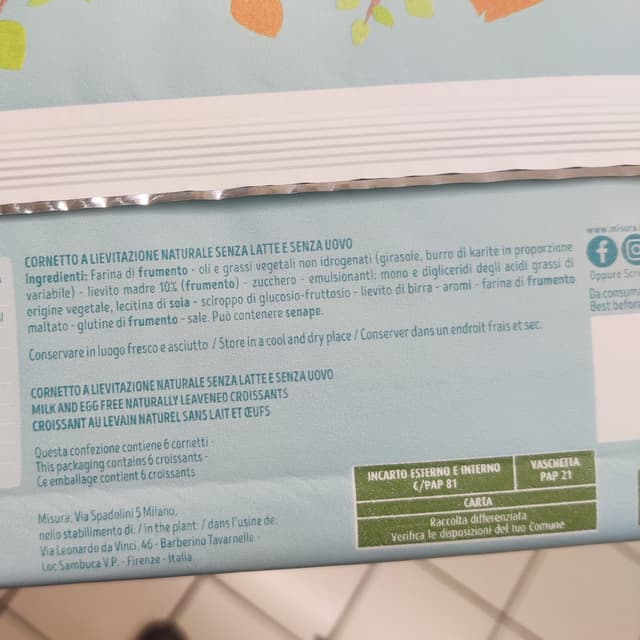 CORNETTO A LIEVITAZIONE NATURALE SENZA LATTE E SENZA UOVO
Ingredienti: Farina di frumento - oli e grassi vegetali non idrogenati (girasole, burro di karitè in proporzione
variabile) - lievito madre 10% (frumento) - zucchero - emulsionanti: mono e digliceridi degli acidi grassi di
origine vegetale, lecitina di soia - sciroppo di glucosio-fruttosio - lievito di birra - aromi - farina di frumento
maltato - glutine di frumento - sale. Può contenere senape.
Conservare in luogo fresco e asciutto / Store in a cool and dry place / Conserver dans un endroit frais et sec.
CORNETTO A LIEVITAZIONE NATURALE SENZA LATTE E SENZA UOVO
MILK AND EGG FREE NATURALLY LEAVENED CROISSANTS
CROISSANT AU LEVAIN NATUREL SANS LAIT ET ŒUFS
Questa confezione contiene 6 cornetti -
This packaging contains 6 croissants -
Ce emballage contient 6 croissants
Misura, Via Spadolini 5 Milano,
nello stabilimento di: / in the plant: / dans l'usine de:
Via Leonardo da Vinci, 46 - Barberino Tavarnelle -
Loc Sambuca V.P. - Firenze - Italia
INCARTO ESTERNO E INTERNO
C/PAP 81
VASCHETTA
PAP 21
CARTA
Raccolta differenziata
Verifica le disposizioni del tuo Comune
www.misura.
Oppure
Da consuma
Best before